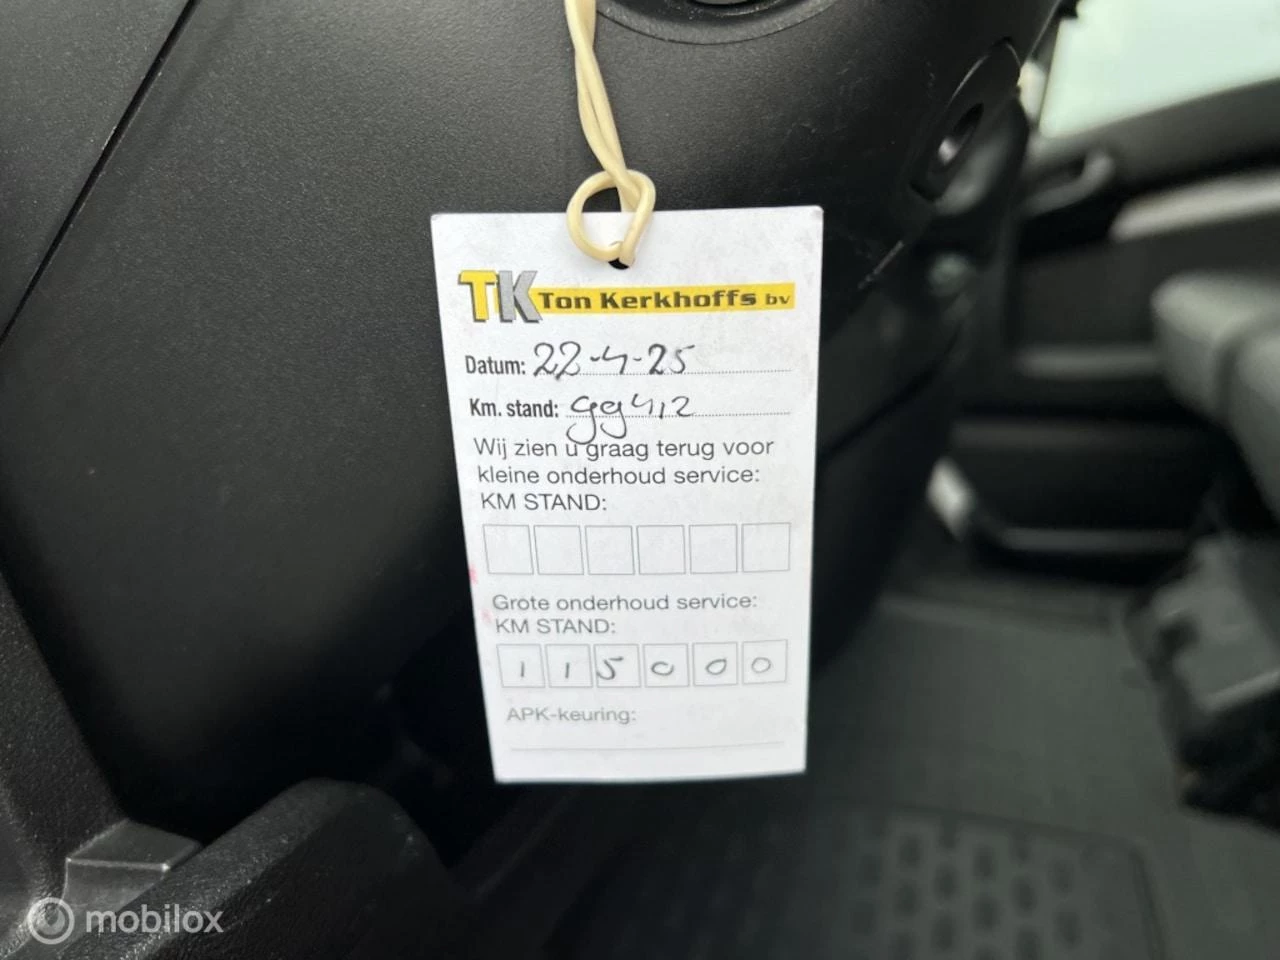 TK Ton Kerkhoffs bv
Datum: 22-4-25
Km. stand: 99412
Wij zien u graag terug voor
kleine onderhoud service:
KM STAND:
Grote onderhoud service:
KM STAND:
115000
APK-keuring:
mobilox